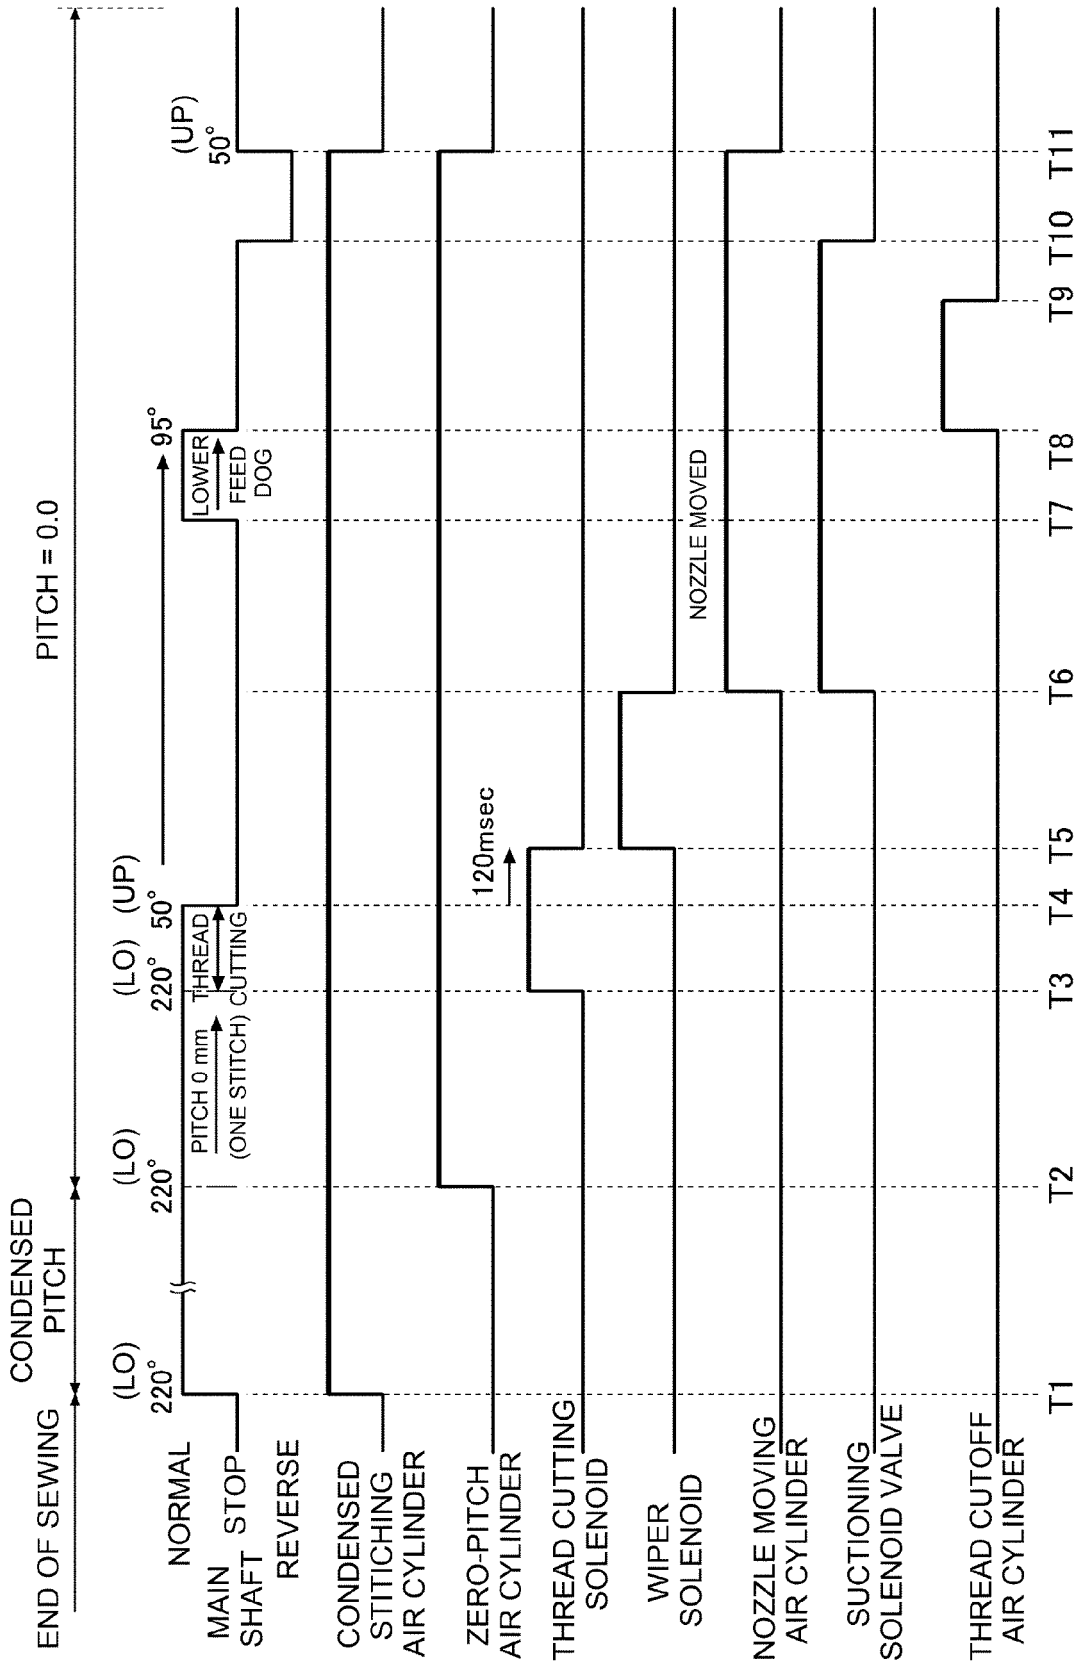 END OF SEWING
CONDENSED
PITCH
PITCH = 0.0
(LO)
220°
(LO)
220°
(LO)
220°
(UP)
50°
95°
(UP)
50°
NORMAL
MAIN
SHAFT
STOP
REVERSE
PITCH 0 mm
(ONE STITCH)
THREAD
CUTTING
LOWER
FEED
DOG
CONDENSED
STITICHING
AIR CYLINDER
ZERO-PITCH
AIR CYLINDER
120msec
THREAD CUTTING
SOLENOID
WIPER
SOLENOID
NOZZLE MOVED
NOZZLE MOVING
AIR CYLINDER
SUCTIONING
SOLENOID VALVE
THREAD CUTOFF
AIR CYLINDER
T1
T2
T3
T4
T5
T6
T7
T8
T9
T10
T11